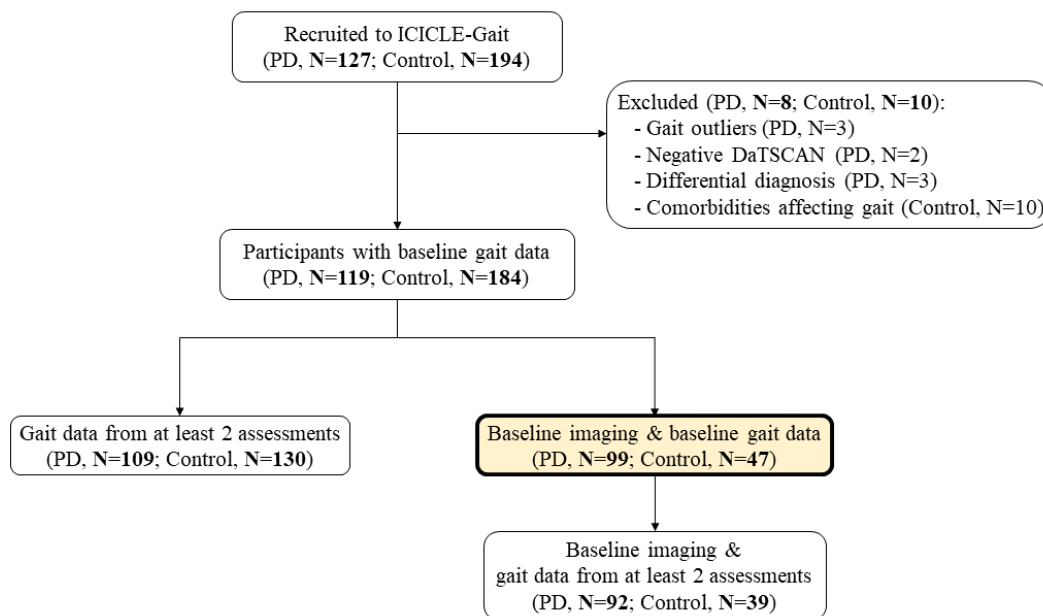 Recruited to ICICLE-Gait
(PD, N=127; Control, N=194)
Excluded (PD, N=8; Control, N=10):
- Gait outliers (PD, N=3)
- Negative DaTSCAN (PD, N=2)
- Differential diagnosis (PD, N=3)
- Comorbidities affecting gait (Control, N=10)
Participants with baseline gait data
(PD, N=119; Control, N=184)
Gait data from at least 2 assessments
(PD, N=109; Control, N=130)
Baseline imaging & baseline gait data
(PD, N=99; Control, N=47)
Baseline imaging &
gait data from at least 2 assessments
(PD, N=92; Control, N=39)